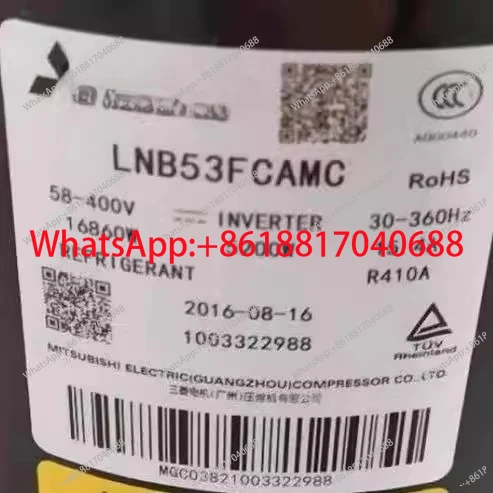 LNB53FCAMC
RoHS
A000440
58-400V
INVERTER
30-360Hz
16860W
WhatsApp:+8618817040688
REFRIGERANT
R410A
2016-08-16
1003322988
TÜV
Rheinland
MITSUBISHI ELECTRIC(GUANGZHOU)COMPRESSOR CO.,LTD.
三菱电机(广州)压缩机有限公司
MGC03821003322988